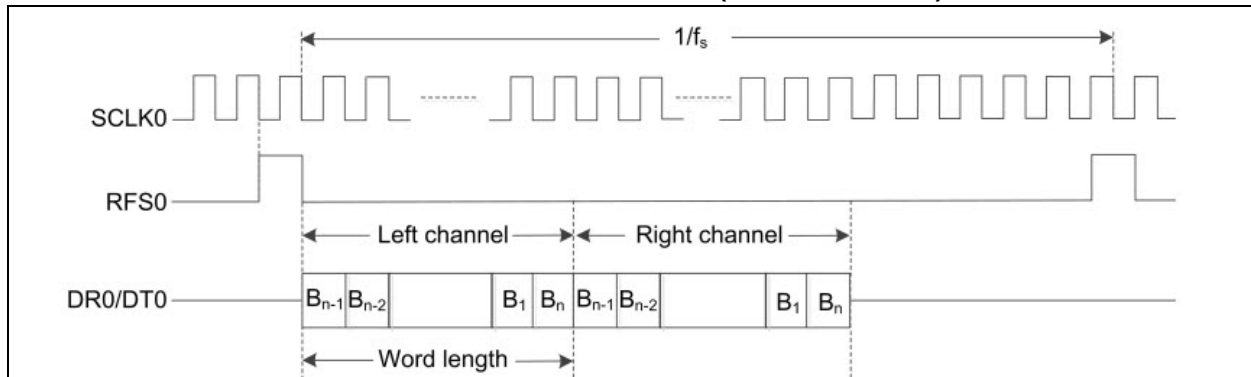 1/fs
SCLK0
RFS0
Left channel
Right channel
DR0/DT0
Bn-1 Bn-2 B1 Bn Bn-1 Bn-2 B1 Bn
Word length